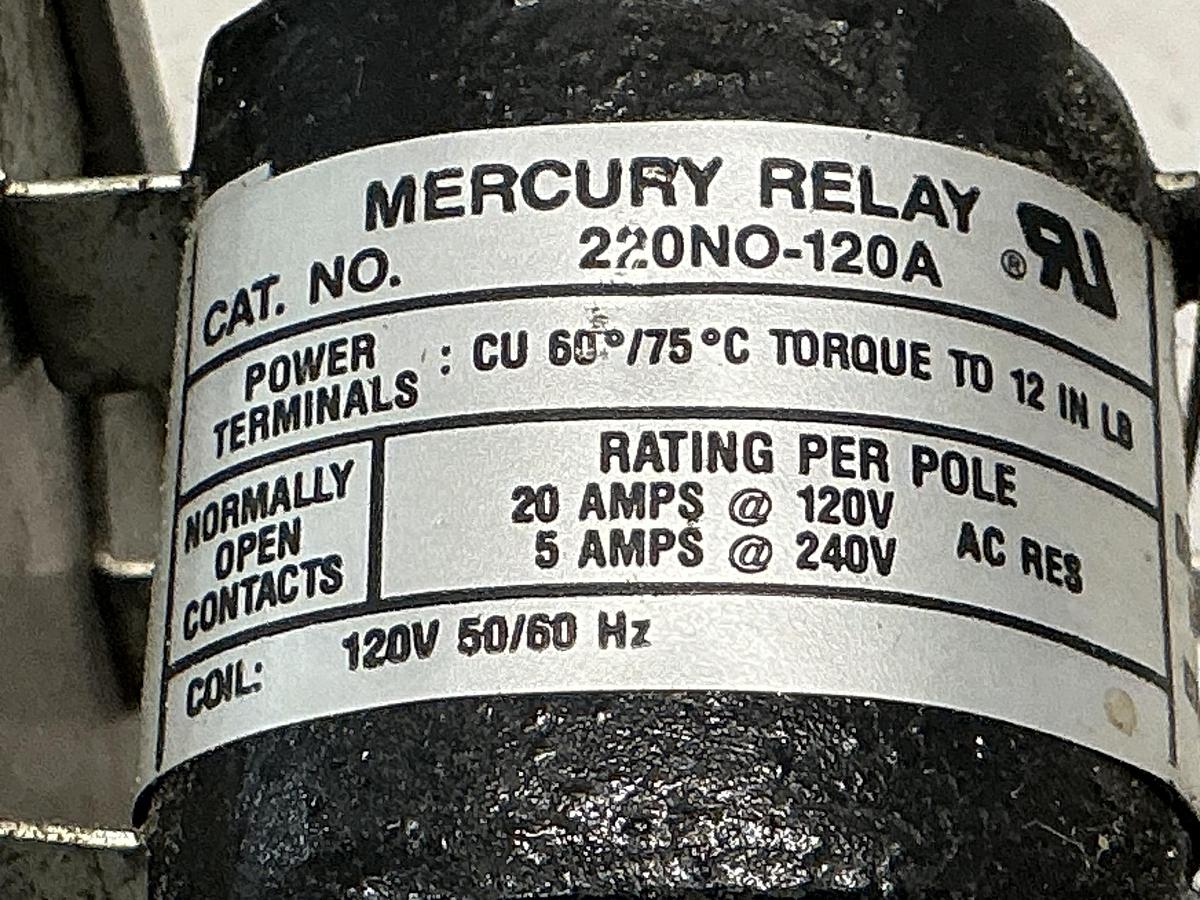 MERCURY RELAY
CAT. NO. 220NO-120A
® RU
POWER TERMINALS : CU 60°/75°C TORQUE TO 12 IN LB
NORMALLY OPEN CONTACTS
RATING PER POLE
20 AMPS @ 120V
5 AMPS @ 240V
AC RES
COIL: 120V 50/60 Hz